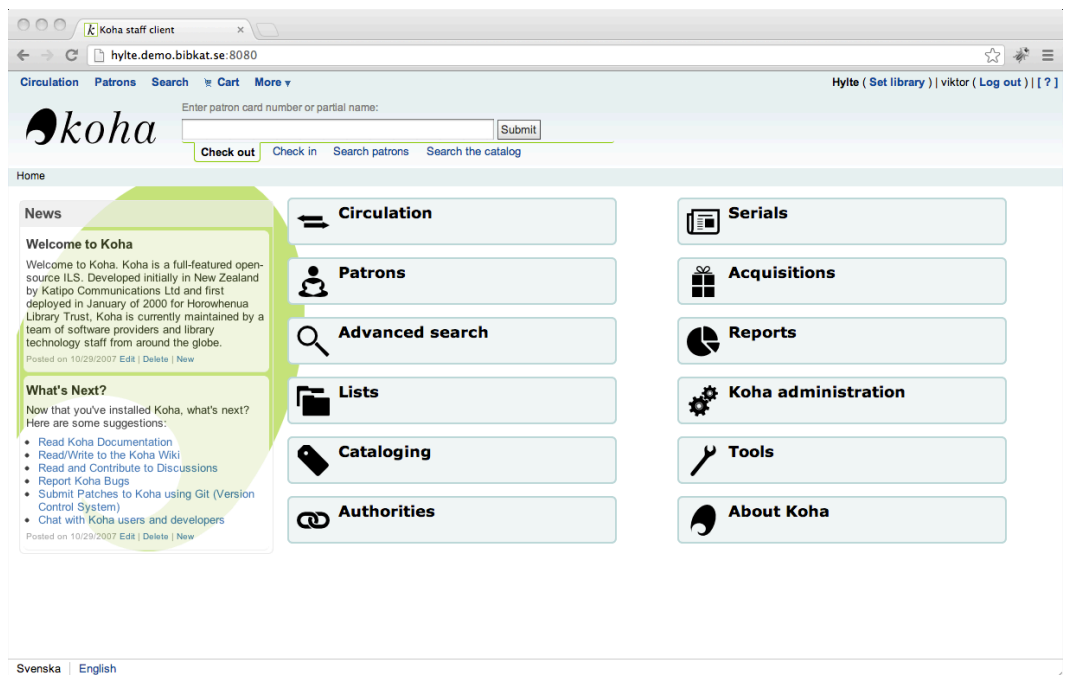 Koha staff client
hylte.demo.bibkat.se:8080
Circulation Patrons Search Cart More ▾
Hylte ( Set library ) | viktor ( Log out ) | [ ? ]
koha
Enter patron card number or partial name:
Submit
Check out Check in Search patrons Search the catalog
Home
News
Welcome to Koha
Welcome to Koha. Koha is a full-featured open-
source ILS. Developed initially in New Zealand
by Katipo Communications Ltd and first
deployed in January of 2000 for Horowhenua
Library Trust, Koha is currently maintained by a
team of software providers and library
technology staff from around the globe.
Posted on 10/29/2007 Edit | Delete | New
What's Next?
Now that you've installed Koha, what's next?
Here are some suggestions:
Read Koha Documentation
Read/Write to the Koha Wiki
Read and Contribute to Discussions
Report Koha Bugs
Submit Patches to Koha using Git (Version
Control System)
Chat with Koha users and developers
Posted on 10/29/2007 Edit | Delete | New
Circulation
Patrons
Advanced search
Lists
Cataloging
Authorities
Serials
Acquisitions
Reports
Koha administration
Tools
About Koha
Svenska English